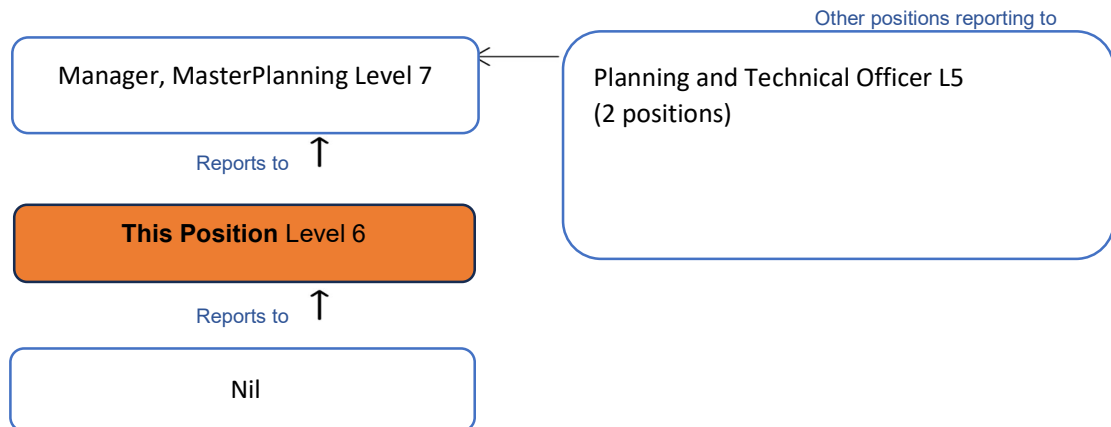 Other positions reporting to
Manager, MasterPlanning Level 7
Planning and Technical Officer L5
(2 positions)
Reports to
This Position Level 6
Reports to
Nil